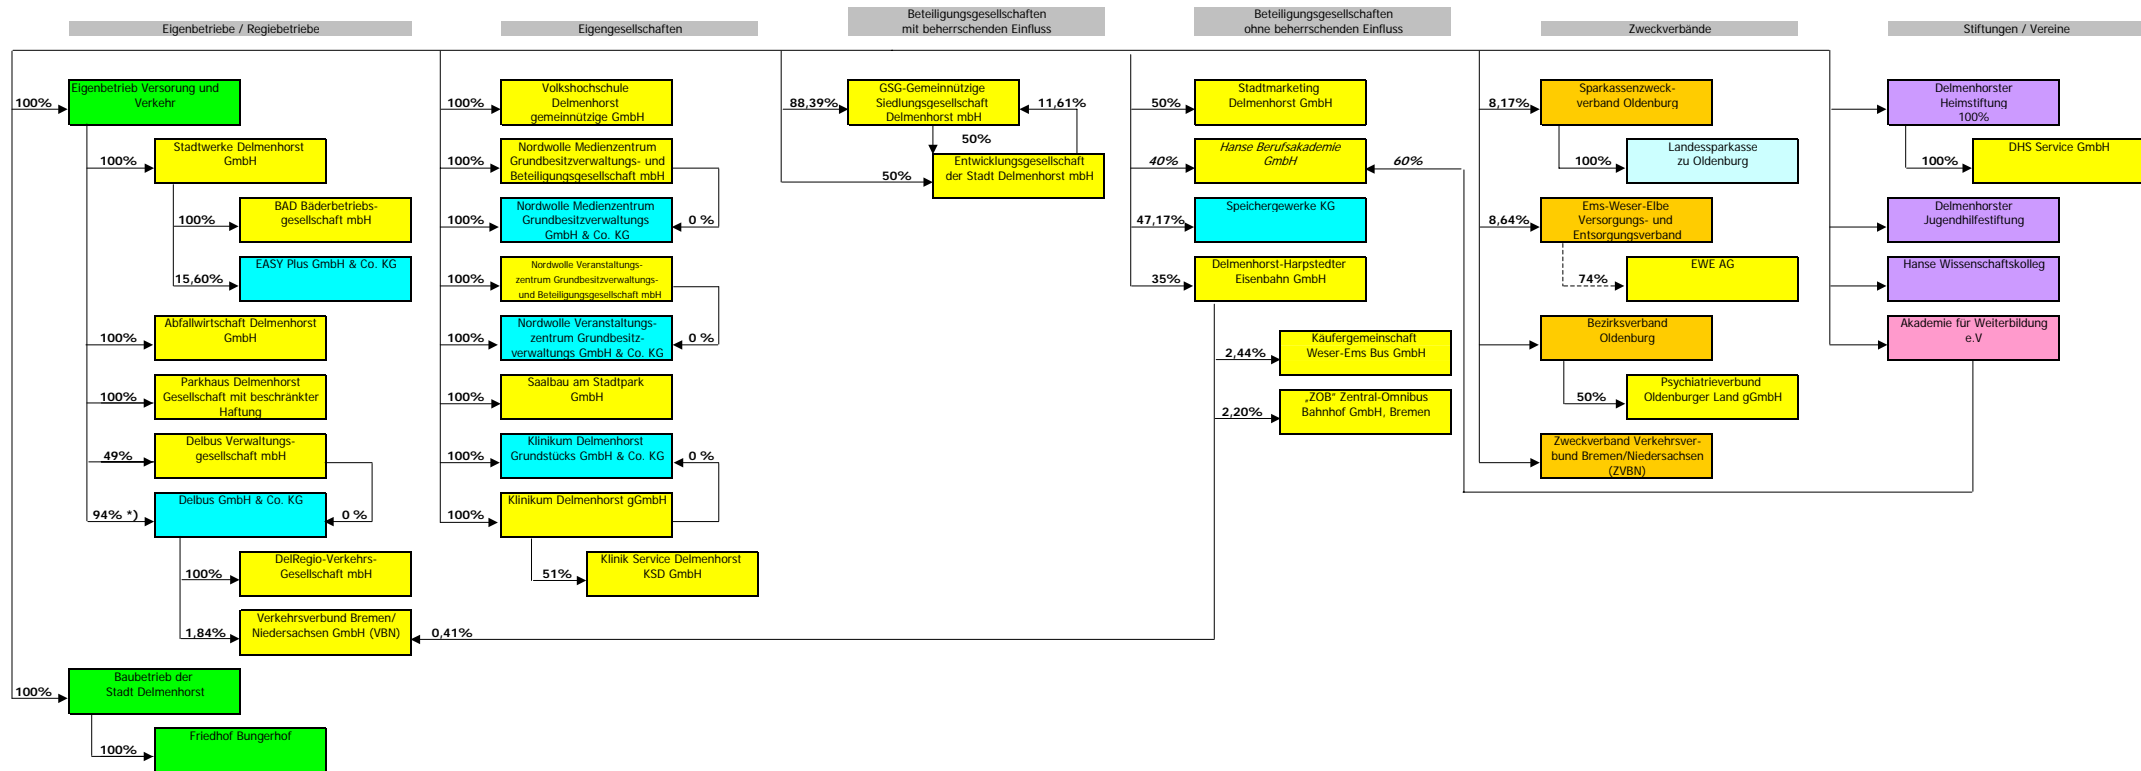 Eigenbetriebe / Regiebetriebe
Eigengesellschaften
Beteiligungsgesellschaften
mit beherrschenden Einfluss
Beteiligungsgesellschaften
ohne beherrschenden Einfluss
Zweckverbände
Stiftungen / Vereine
100%
Eigenbetrieb Versorung und
Verkehr
100%
Stadtwerke Delmenhorst
GmbH
100%
BAD Bäderbetriebs-
gesellschaft mbH
15,60%
EASY Plus GmbH & Co. KG
100%
Abfallwirtschaft Delmenhorst
GmbH
100%
Parkhaus Delmenhorst
Gesellschaft mit beschränkter
Haftung
49%
Delbus Verwaltungs-
gesellschaft mbH
94% *)
Delbus GmbH & Co. KG
0 %
100%
DelRegio-Verkehrs-
Gesellschaft mbH
1,84%
Verkehrsverbund Bremen/
Niedersachsen GmbH (VBN)
0,41%
100%
Baubetrieb der
Stadt Delmenhorst
100%
Friedhof Bungerhof
100%
Volkshochschule
Delmenhorst
gemeinnützige GmbH
100%
Nordwolle Medienzentrum
Grundbesitzverwaltungs- und
Beteiligungsgesellschaft mbH
100%
Nordwolle Medienzentrum
Grundbesitzverwaltungs
GmbH & Co. KG
0 %
100%
Nordwolle Veranstaltungs-
zentrum Grundbesitzverwaltungs-
und Beteiligungsgesellschaft mbH
100%
Nordwolle Veranstaltungs-
zentrum Grundbesitz-
verwaltungs GmbH & Co. KG
0 %
100%
Saalbau am Stadtpark
GmbH
100%
Klinikum Delmenhorst
Grundstücks GmbH & Co. KG
0 %
100%
Klinikum Delmenhorst gGmbH
51%
Klinik Service Delmenhorst
KSD GmbH
88,39%
GSG-Gemeinnützige
Siedlungsgesellschaft
Delmenhorst mbH
11,61%
50%
50%
Entwicklungsgesellschaft
der Stadt Delmenhorst mbH
50%
Stadtmarketing
Delmenhorst GmbH
40%
Hanse Berufsakademie
GmbH
60%
47,17%
Speichergewerke KG
35%
Delmenhorst-Harpstedter
Eisenbahn GmbH
2,44%
Käufergemeinschaft
Weser-Ems Bus GmbH
2,20%
„ZOB" Zentral-Omnibus
Bahnhof GmbH, Bremen
8,17%
Sparkassenzweck-
verband Oldenburg
100%
Landessparkasse
zu Oldenburg
8,64%
Ems-Weser-Elbe
Versorgungs- und
Entsorgungsverband
74%
EWE AG
Bezirksverband
Oldenburg
50%
Psychiatrieverbund
Oldenburger Land gGmbH
Zweckverband Verkehrsver-
bund Bremen/Niedersachsen
(ZVBN)
Delmenhorster
Heimstiftung
100%
100%
DHS Service GmbH
Delmenhorster
Jugendhilfestiftung
Hanse Wissenschaftskolleg
Akademie für Weiterbildung
e.V